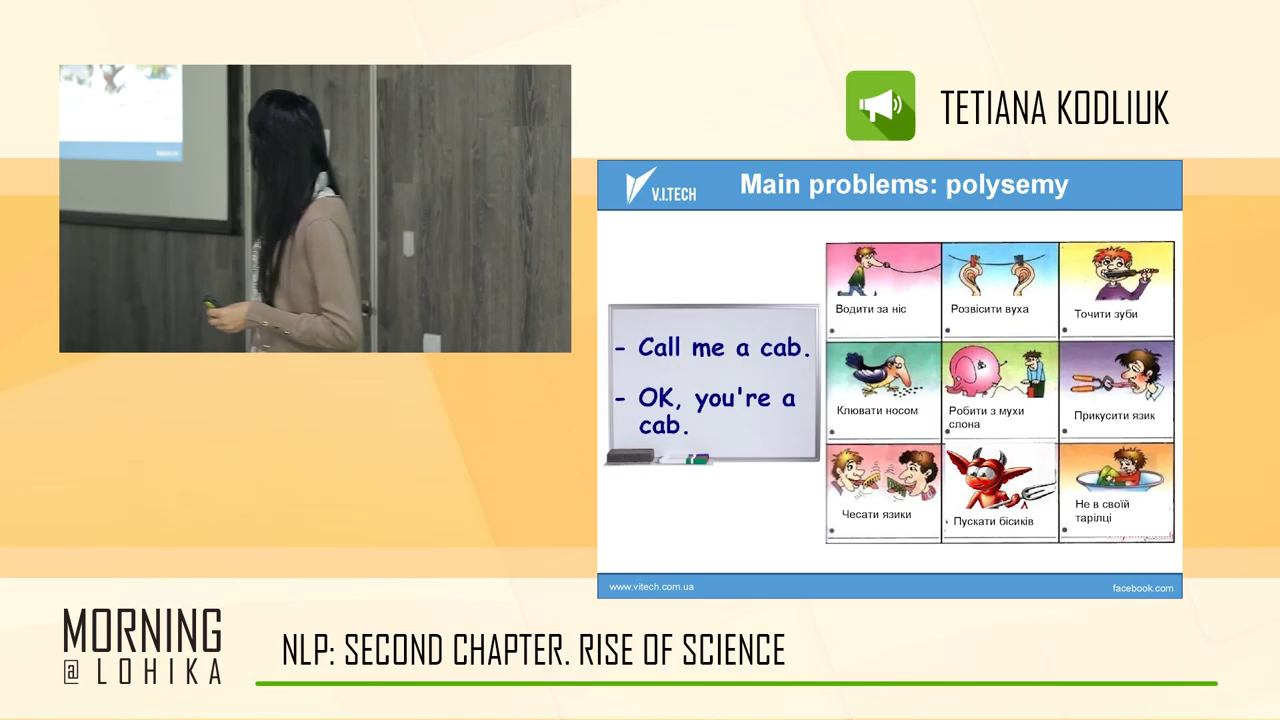 TETIANA KODLIUK
V.I.TECH
Main problems: polysemy
- Call me a cab.
- OK, you're a
cab.
Водити за ніс
Розвісити вуха
Точити зуби
Клювати носом
Робити з мухи
слона
Прикусити язик
Чесати язики
Пускати бісиків
Не в своїй
тарілці
www.vitech.com.ua
facebook.com
MORNING
@ LOHIKA
NLP: SECOND CHAPTER. RISE OF SCIENCE